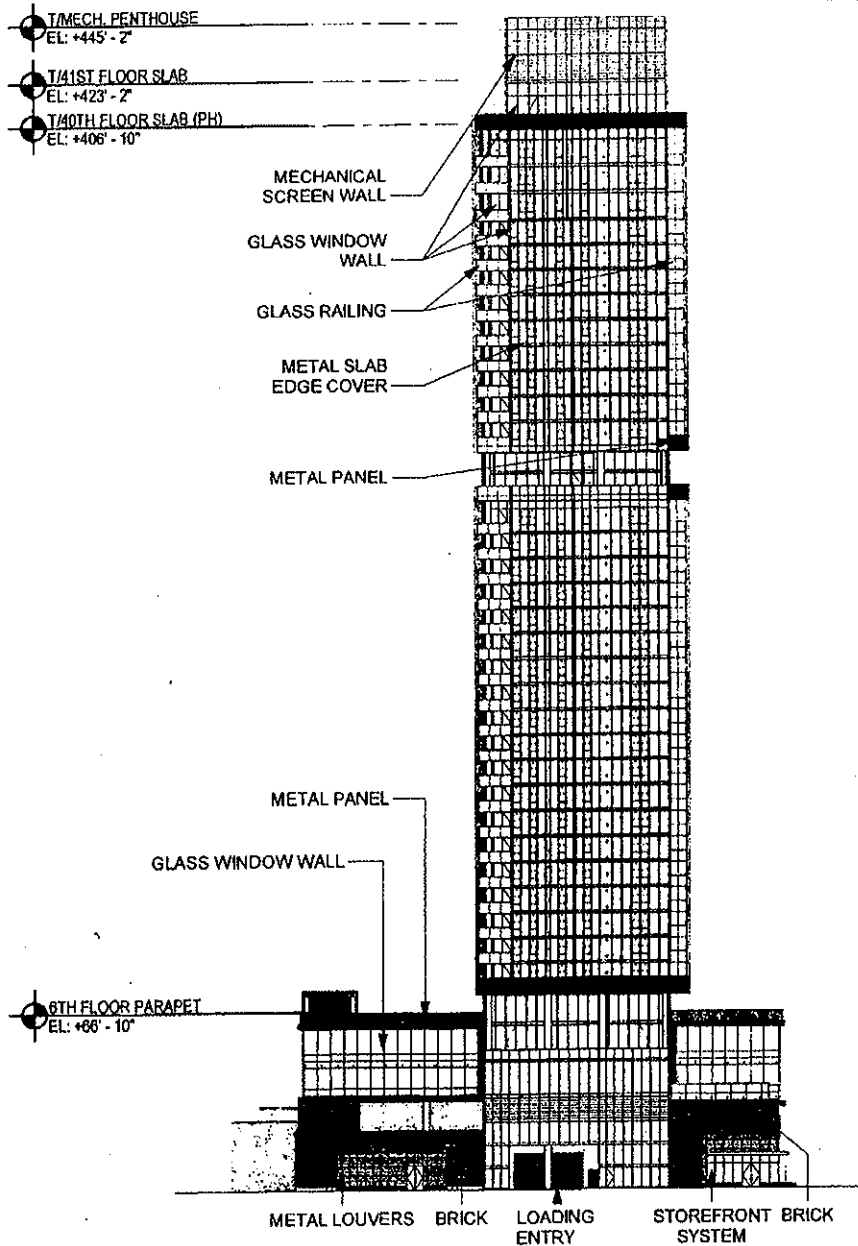 T/MECH. PENTHOUSE
EL: +445' - 2"
T/41ST FLOOR SLAB
EL: +423' - 2"
T/40TH FLOOR SLAB (PH)
EL: +406' - 10"
MECHANICAL
SCREEN WALL
GLASS WINDOW
WALL
GLASS RAILING
METAL SLAB
EDGE COVER
METAL PANEL
METAL PANEL
GLASS WINDOW WALL
6TH FLOOR PARAPET
EL: +66' - 10"
METAL LOUVERS
BRICK
LOADING
ENTRY
STOREFRONT
SYSTEM
BRICK